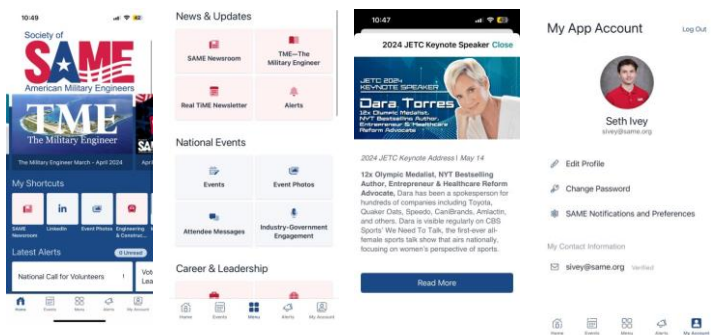 10:49
Society of
SAME
American Military Engineers
TME
The Military Engineer
The Military Engineer March - April 2024
My Shortcuts
SAME Newsroom
in
LinkedIn
Event Photos
Engineering & Construc...
Latest Alerts
0 Unread
National Call for Volunteers
!
Home
Events
Menu
Alerts
My Account
News & Updates
SAME Newsroom
TME—The
Military Engineer
Real TiME Newsletter
Alerts
National Events
Events
Event Photos
Attendee Messages
Industry-Government
Engagement
Career & Leadership
Home
Events
Menu
Alerts
My Account
10:47
2024 JETC Keynote Speaker
Close
JETC 2024
KEYNOTE SPEAKER
Dara Torres
12x Olympic Medalist,
NYT Bestselling
Author,
Entrepreneur & Healthcare
Reform Advocate
2024 JETC Keynote Address | May 14
12x Olympic Medalist, NYT Bestselling
Author, Entrepreneur & Healthcare Reform
Advocate, Dara has been a spokesperson for
hundreds of companies including Toyota,
Quaker Oats, Speedo, CaniBrands, Amlactin,
and others. Dara is visible regularly on CBS
Sports' We Need To Talk, the first-ever all-
female sports talk show that airs nationally,
focusing on women's perspective of sports.
Read More
My App Account
Log Out
Seth Ivey
sivey@same.org
Edit Profile
Change Password
SAME Notifications and Preferences
My Contact Information
sivey@same.org
Verified
Home
Events
Menu
Alerts
My Account